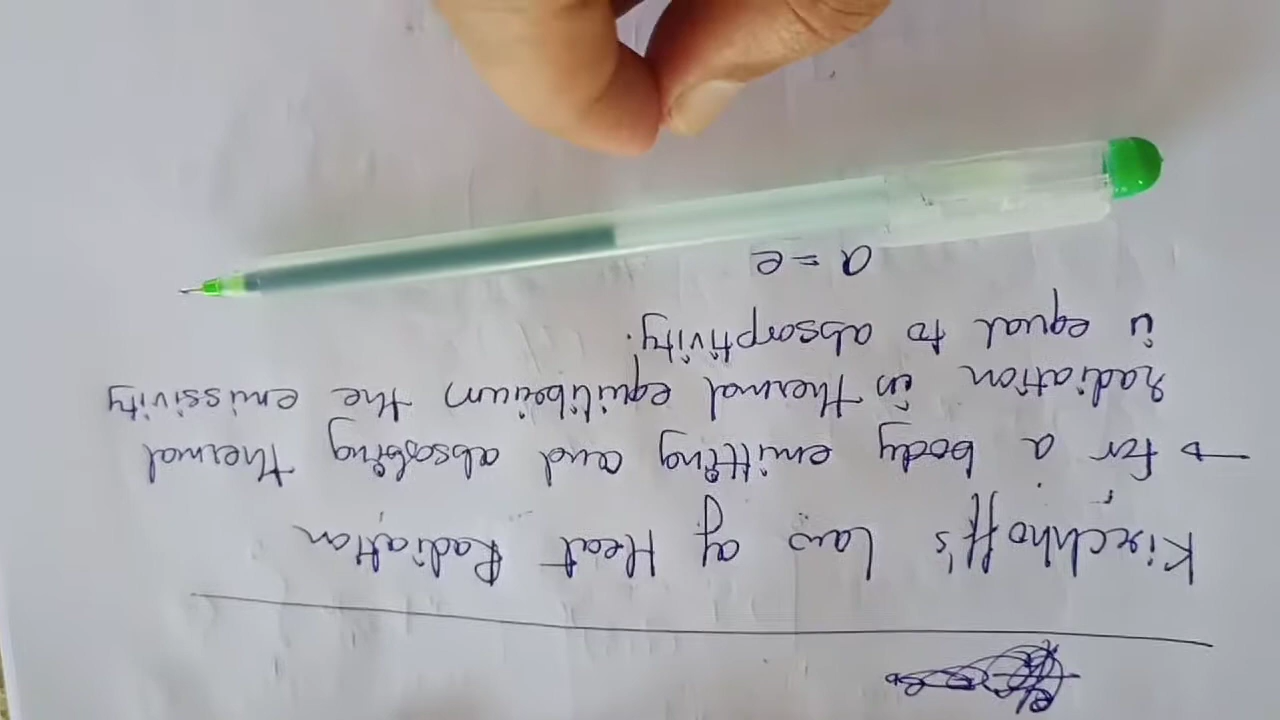 Kirchhoff's Law of Heat Radiation
→ for a body emitting and absorbing thermal
radiation in thermal equilibrium the emissivity
is equal to absorptivity.
a = e